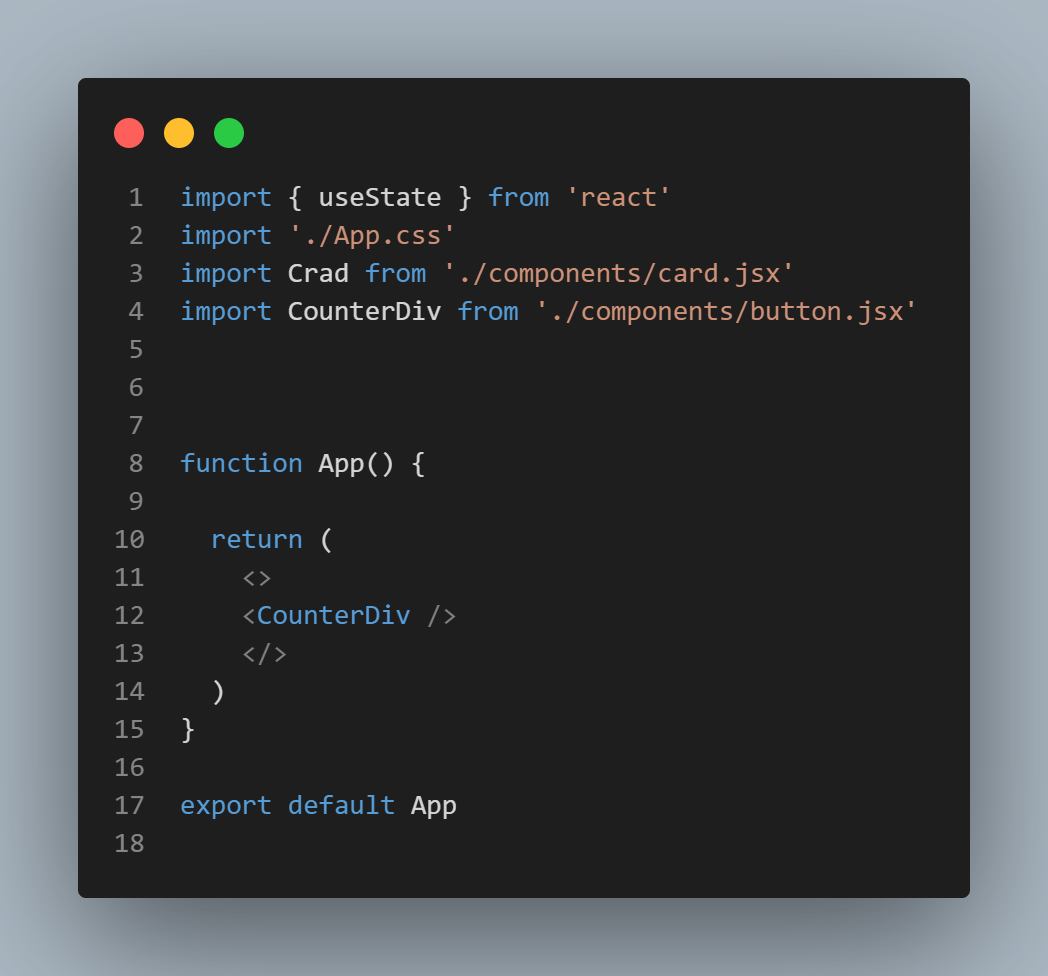 1 import { useState } from 'react'
2 import './App.css'
3 import Crad from './components/card.jsx'
4 import CounterDiv from './components/button.jsx'
5
6
7
8 function App() {
9
10   return (
11     <>
12     <CounterDiv />
13     </>
14   )
15 }
16
17 export default App
18